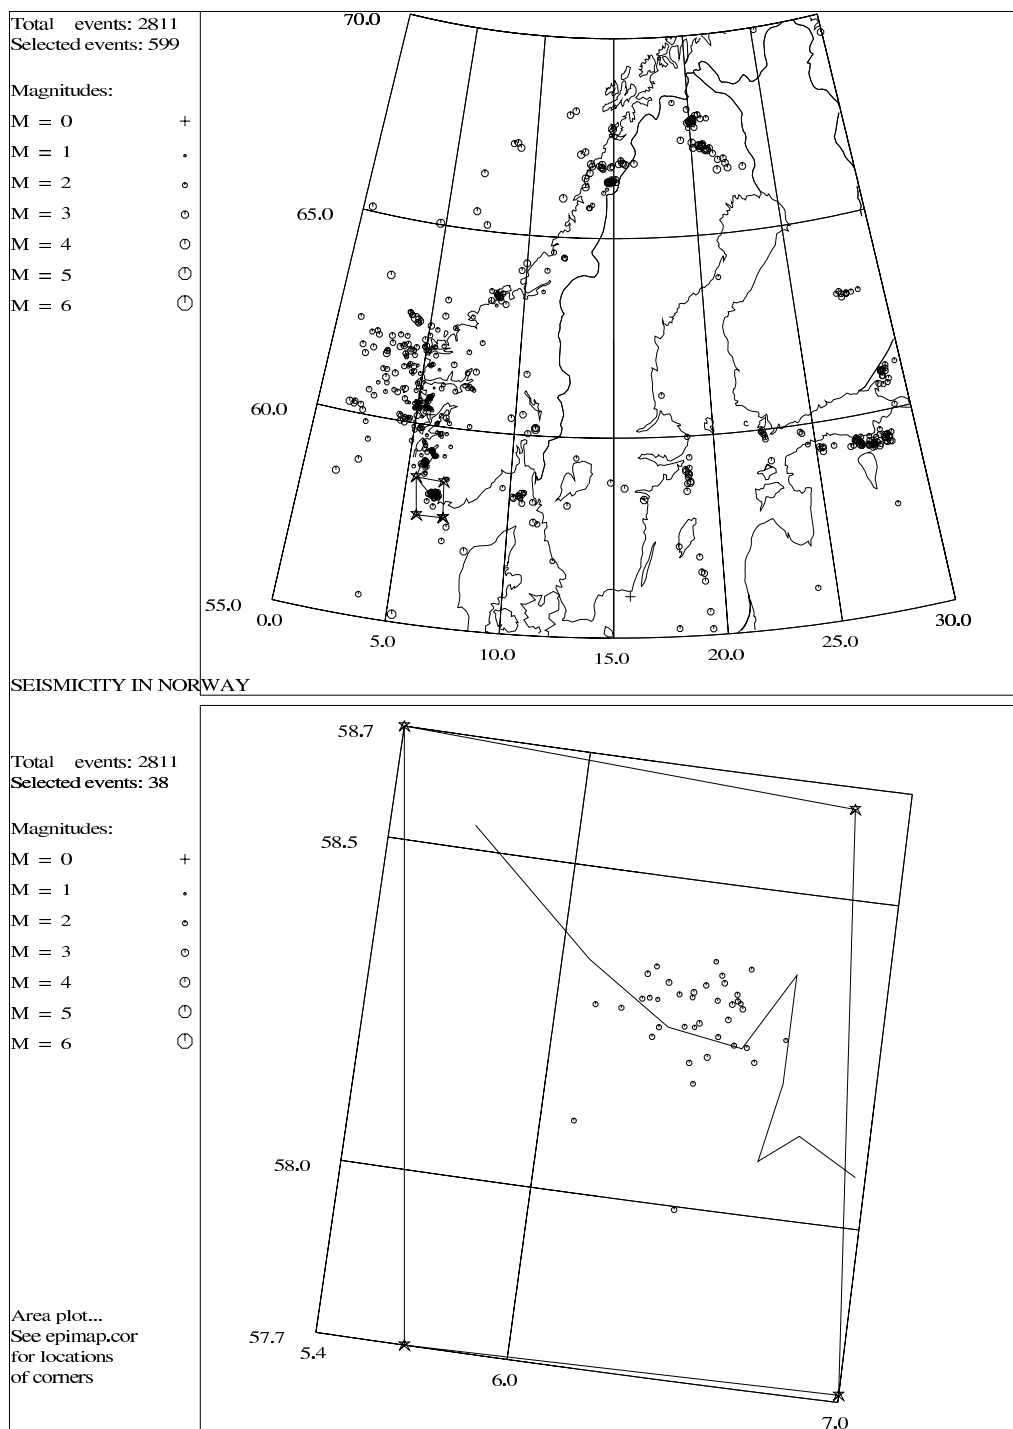 Total events: 2811
Selected events: 599
Magnitudes:
M = 0
M = 1
M = 2
M = 3
M = 4
M = 5
M = 6
70.0
65.0
60.0
55.0
0.0
5.0
10.0
15.0
20.0
25.0
30.0
SEISMICITY IN NORWAY
Total events: 2811
Selected events: 38
Magnitudes:
M = 0
M = 1
M = 2
M = 3
M = 4
M = 5
M = 6
58.7
58.5
58.0
57.7
5.4
6.0
7.0
Area plot...
See epimap.cor
for locations
of corners